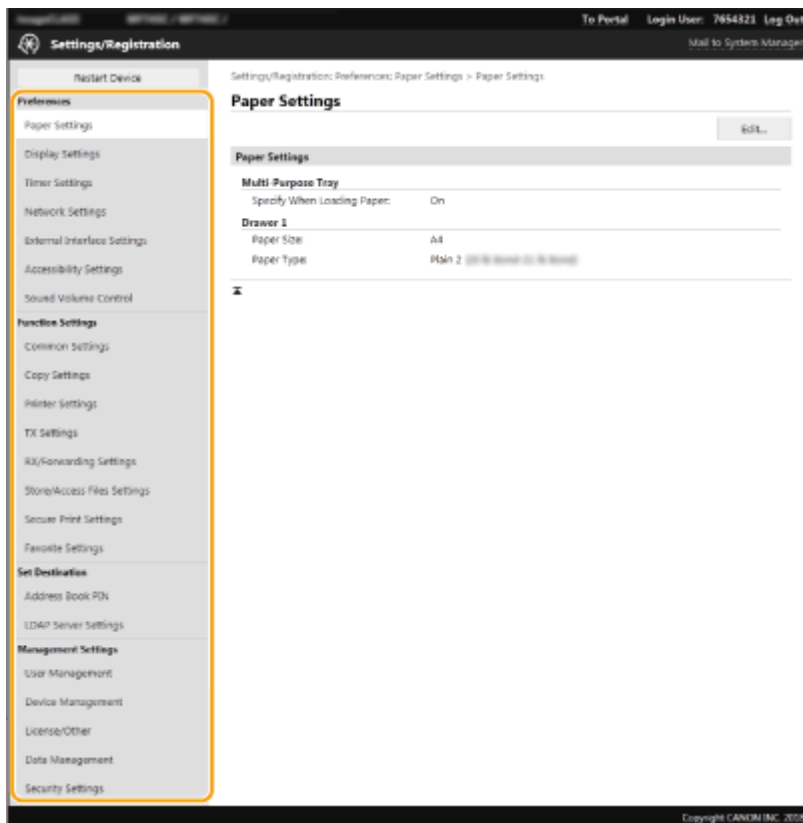 To Portal Login User: 7654321 Log Out
Settings/Registration
Mail to System Manager
Restart Device
Settings/Registration: Preferences: Paper Settings > Paper Settings
Preferences
Paper Settings
Paper Settings
Edit...
Display Settings
Paper Settings
Timer Settings
Multi-Purpose Tray
Specify When Loading Paper: On
Network Settings
Drawer 1
External Interface Settings
Paper Size: A4
Paper Type: Plain 2
Accessibility Settings
Sound Volume Control
Function Settings
Common Settings
Copy Settings
Printer Settings
TX Settings
RX/Forwarding Settings
Store/Access Files Settings
Secure Print Settings
Favorite Settings
Set Destination
Address Book PIN
LDAP Server Settings
Management Settings
User Management
Device Management
License/Other
Data Management
Security Settings
Copyright CANON INC. 2018